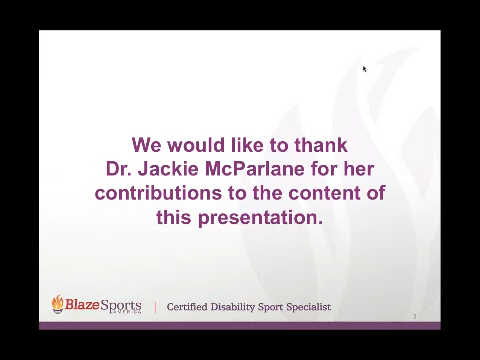 We would like to thank
Dr. Jackie McParlane for her
contributions to the content of
this presentation.
BlazeSports
AMERICA
Certified Disability Sport Specialist
3